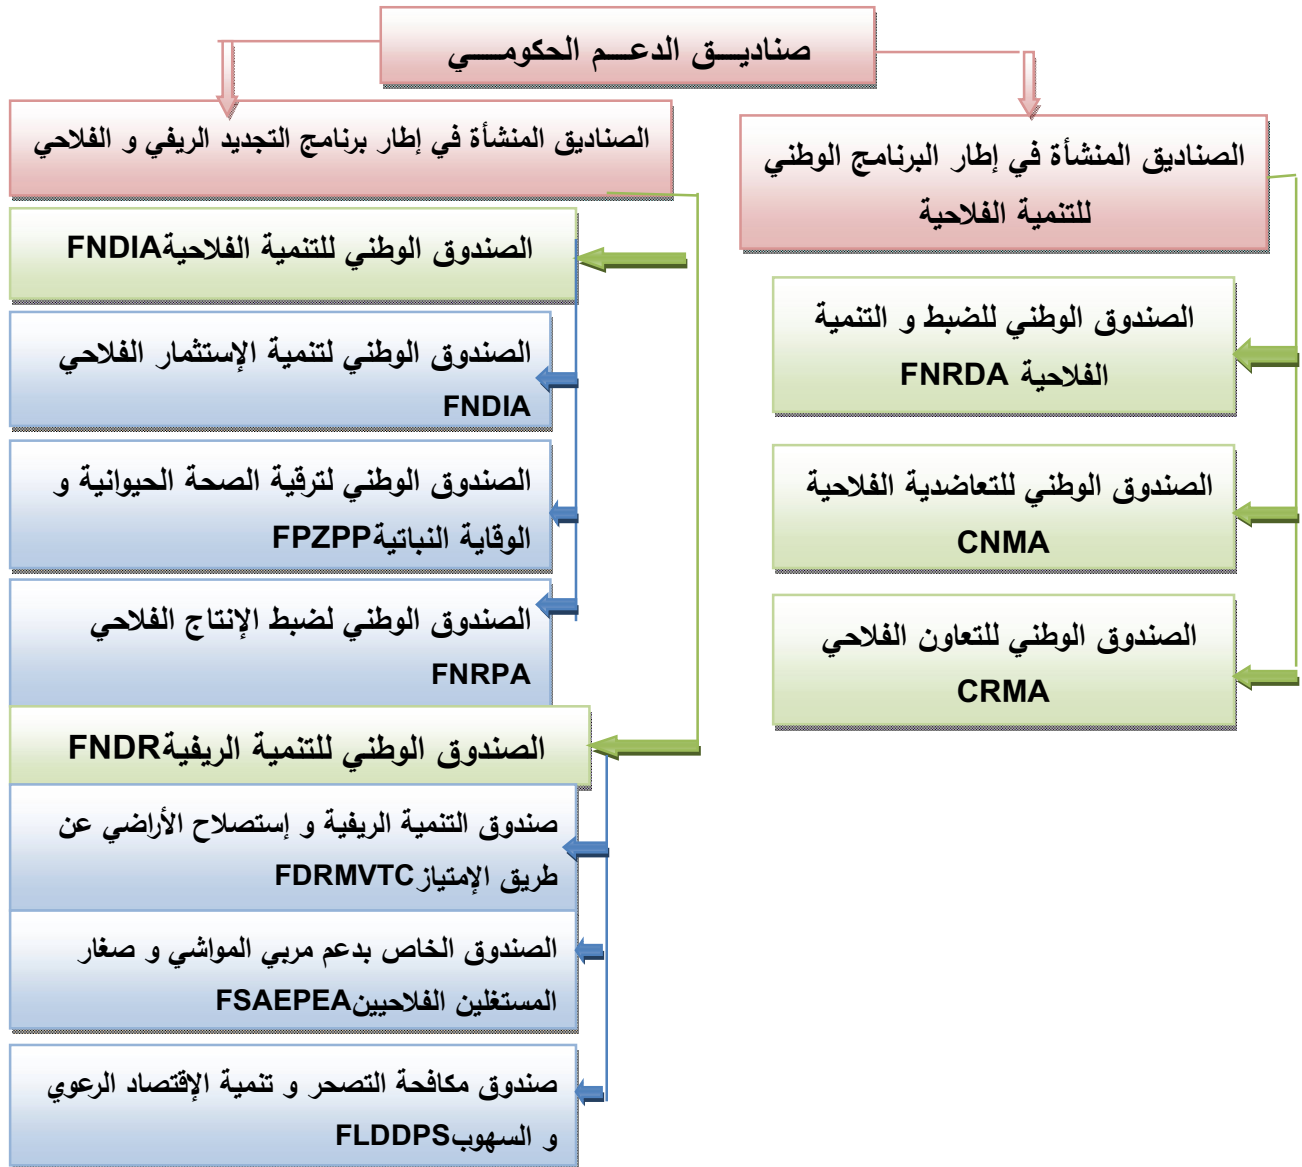 صناديـــق الدعـــم الحكومـــــي
الصناديق المنشأة في إطار البرنامج الوطني
للتنمية الفلاحية
الصندوق الوطني للضبط و التنمية
الفلاحية FNRDA
الصندوق الوطني للتعاضدية الفلاحية
CNMA
الصندوق الوطني للتعاون الفلاحي
CRMA
الصناديق المنشأة في إطار برنامج التجديد الريفي و الفلاحي
الصندوق الوطني للتنمية الفلاحيةFNDIA
الصندوق الوطني لتنمية الإستثمار الفلاحي
FNDIA
الصندوق الوطني لترقية الصحة الحيوانية و
الوقاية النباتيةFPZPP
الصندوق الوطني لضبط الإنتاج الفلاحي
FNRPA
الصندوق الوطني للتنمية الريفيةFNDR
صندوق التنمية الريفية و إستصلاح الأراضي عن
طريق الإمتيازFDRMVTC
الصندوق الخاص بدعم مربي المواشي و صغار
المستغلين الفلاحيينFSAEPEA
صندوق مكافحة التصحر و تنمية الإقتصاد الرعوي
و السهوبFLDDPS